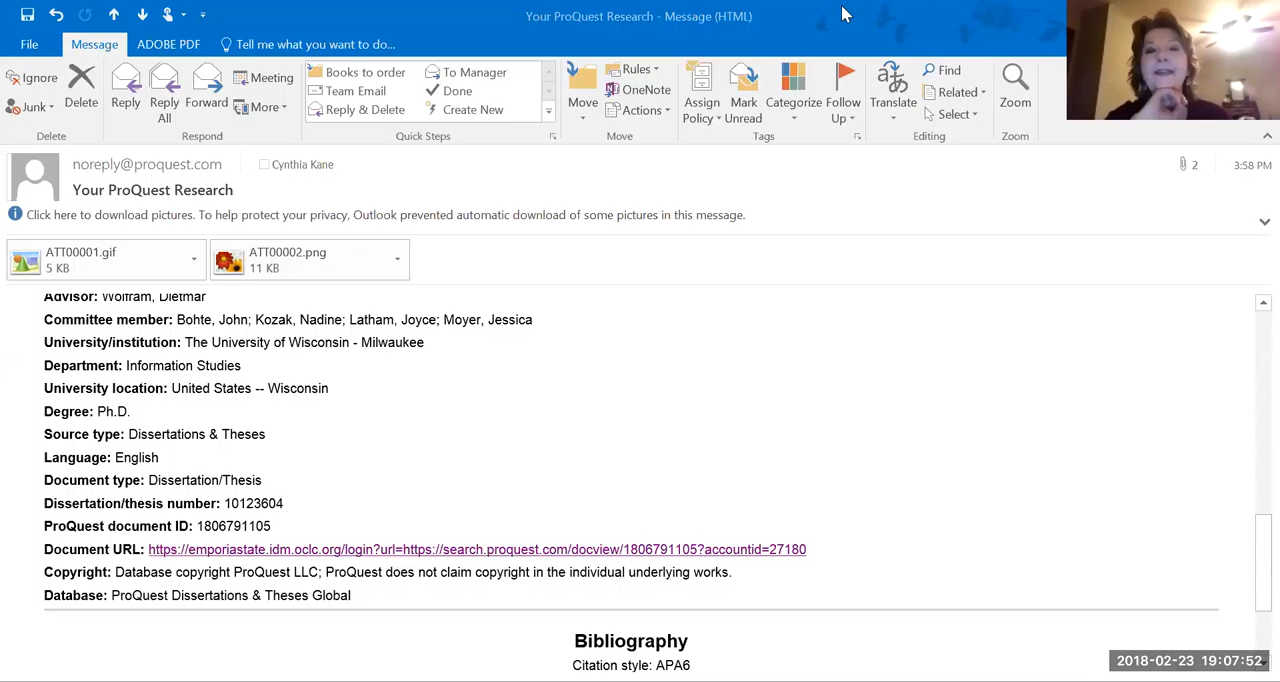 Your ProQuest Research - Message (HTML)
File Message ADOBE PDF Tell me what you want to do...
Ignore
Junk
Delete
Reply
Reply All
Forward
Meeting
More
Books to order
Team Email
Reply & Delete
To Manager
Done
Create New
Move
Rules
OneNote
Actions
Assign Policy
Mark Unread
Categorize
Follow Up
Translate
Find
Related
Select
Zoom
Delete Respond Quick Steps Move Tags Editing Zoom
noreply@proquest.com Cynthia Kane 2 3:58 PM
Your ProQuest Research
Click here to download pictures. To help protect your privacy, Outlook prevented automatic download of some pictures in this message.
ATT00001.gif
5 KB
ATT00002.png
11 KB
Advisor: Wolfram, Dietmar
Committee member: Bohte, John; Kozak, Nadine; Latham, Joyce; Moyer, Jessica
University/institution: The University of Wisconsin - Milwaukee
Department: Information Studies
University location: United States -- Wisconsin
Degree: Ph.D.
Source type: Dissertations & Theses
Language: English
Document type: Dissertation/Thesis
Dissertation/thesis number: 10123604
ProQuest document ID: 1806791105
Document URL: https://emporiastate.idm.oclc.org/login?url=https://search.proquest.com/docview/1806791105?accountid=27180
Copyright: Database copyright ProQuest LLC; ProQuest does not claim copyright in the individual underlying works.
Database: ProQuest Dissertations & Theses Global
Bibliography
Citation style: APA6
2018-02-23 19:07:52